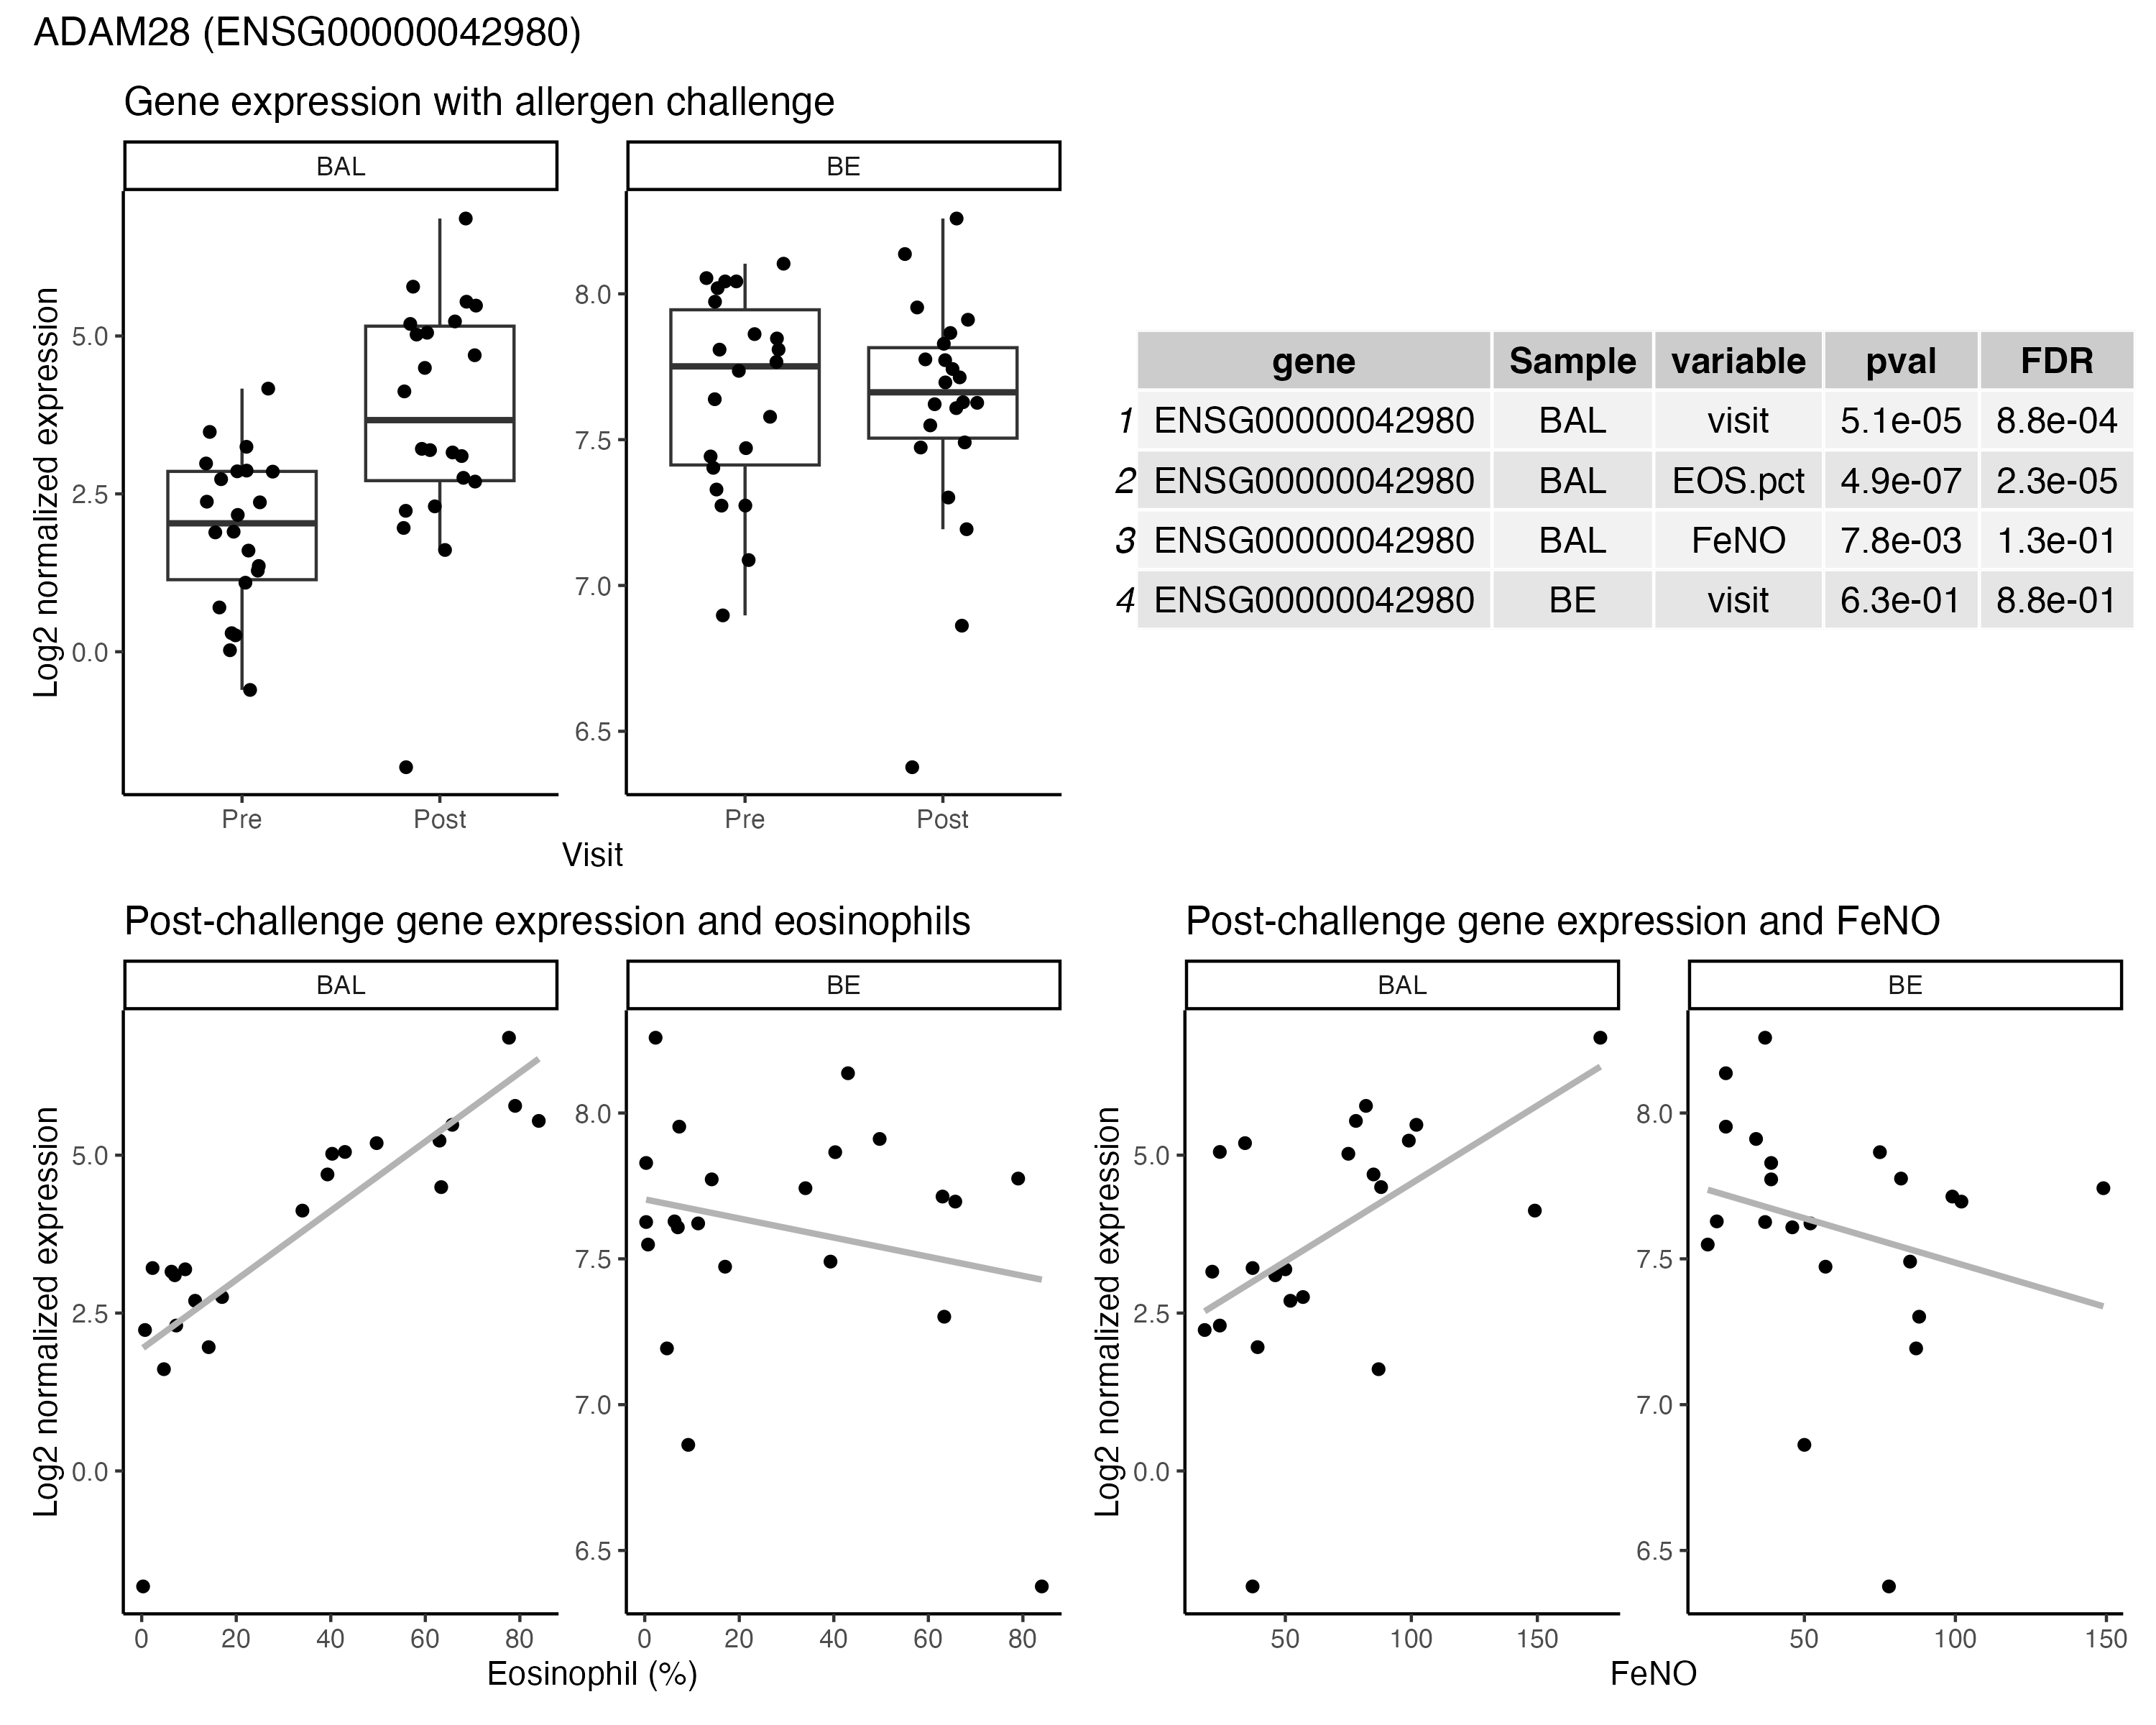 ADAM28 (ENSG00000042980)
Gene expression with allergen challenge
BAL
BE
Log2 normalized expression
5.0
2.5
0.0
8.0
7.5
7.0
6.5
Pre
Post
Pre
Post
Visit
gene Sample variable pval FDR
1 ENSG00000042980 BAL visit 5.1e-05 8.8e-04
2 ENSG00000042980 BAL EOS.pct 4.9e-07 2.3e-05
3 ENSG00000042980 BAL FeNO 7.8e-03 1.3e-01
4 ENSG00000042980 BE visit 6.3e-01 8.8e-01
Post-challenge gene expression and eosinophils
BAL
BE
Log2 normalized expression
5.0
2.5
0.0
8.0
7.5
7.0
6.5
0 20 40 60 80
0 20 40 60 80
Eosinophil (%)
Post-challenge gene expression and FeNO
BAL
BE
Log2 normalized expression
5.0
2.5
0.0
8.0
7.5
7.0
6.5
50 100 150
50 100 150
FeNO